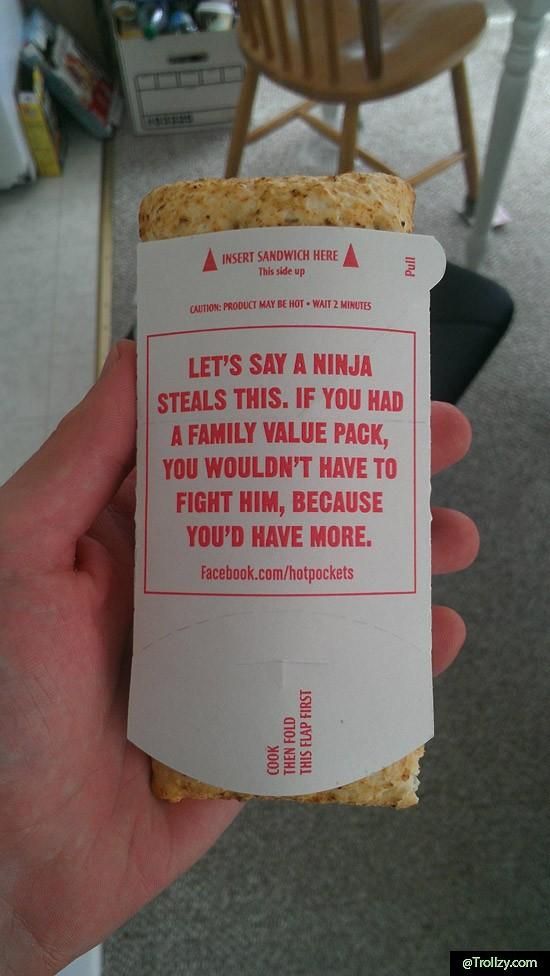 INSERT SANDWICH HERE
This side up
Pull
CAUTION: PRODUCT MAY BE HOT • WAIT 2 MINUTES
LET'S SAY A NINJA
STEALS THIS. IF YOU HAD
A FAMILY VALUE PACK,
YOU WOULDN'T HAVE TO
FIGHT HIM, BECAUSE
YOU'D HAVE MORE.
Facebook.com/hotpockets
COOK
THEN FOLD
THIS FLAP FIRST
@Trollzy.com